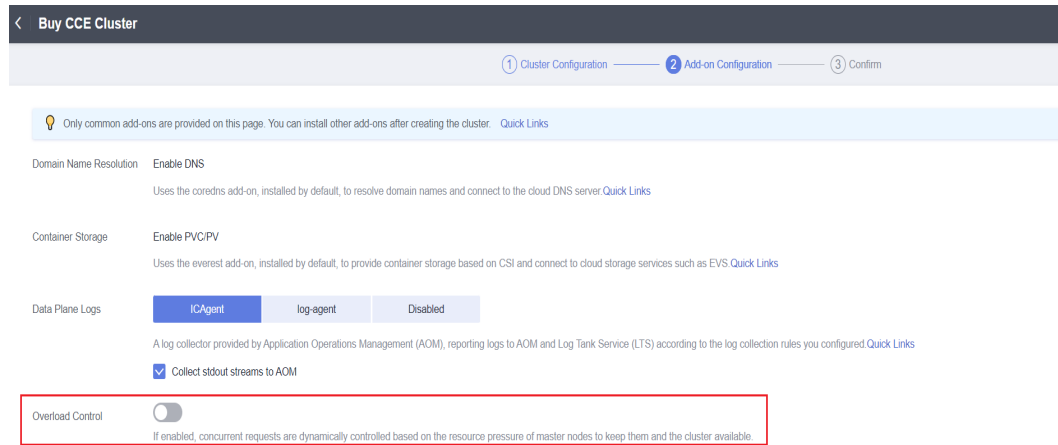 Buy CCE Cluster
1 Cluster Configuration 2 Add-on Configuration 3 Confirm
Only common add-ons are provided on this page. You can install other add-ons after creating the cluster. Quick Links
Domain Name Resolution Enable DNS
Uses the coredns add-on, installed by default, to resolve domain names and connect to the cloud DNS server.Quick Links
Container Storage Enable PVC/PV
Uses the everest add-on, installed by default, to provide container storage based on CSI and connect to cloud storage services such as EVS.Quick Links
Data Plane Logs ICAgent log-agent Disabled
A log collector provided by Application Operations Management (AOM), reporting logs to AOM and Log Tank Service (LTS) according to the log collection rules you configured.Quick Links
Collect stdout streams to AOM
Overload Control
If enabled, concurrent requests are dynamically controlled based on the resource pressure of master nodes to keep them and the cluster available.